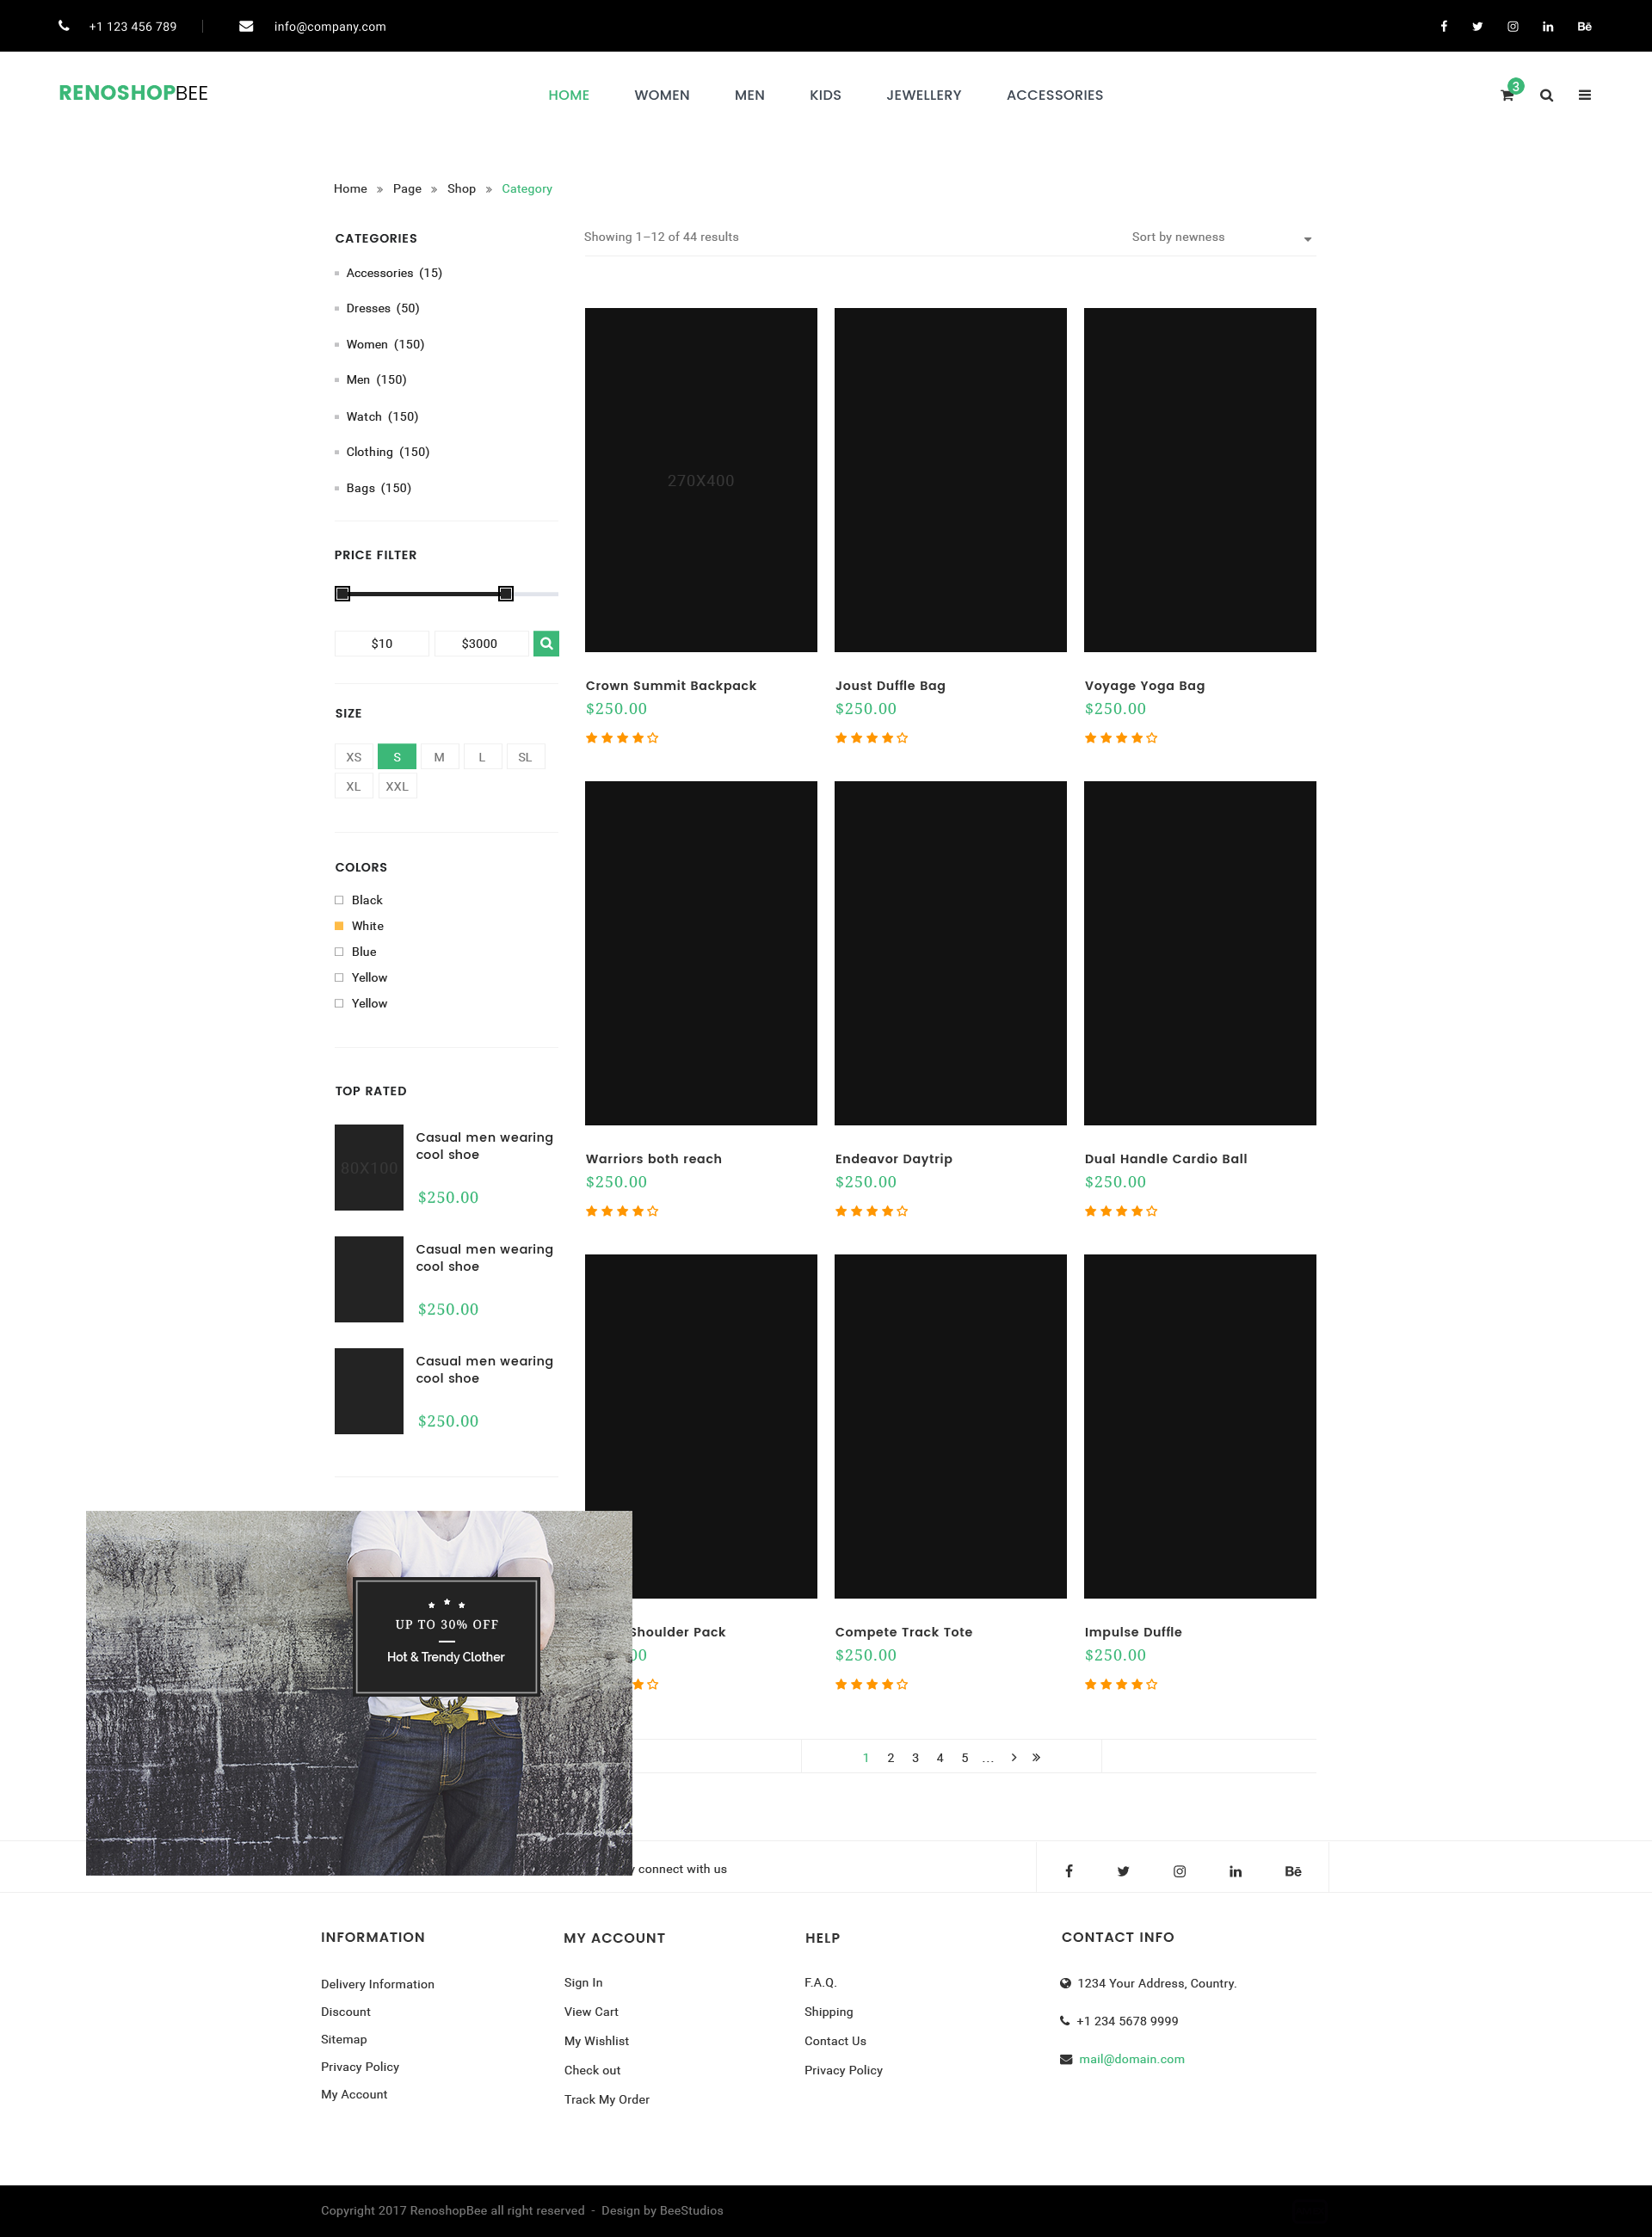 +1 123 456 789 info@company.com Bē
RENOSHOPBEE HOME WOMEN MEN KIDS JEWELLERY ACCESSORIES 3
Home » Page » Shop » Category
CATEGORIES
Accessories (15)
Dresses (50)
Women (150)
Men (150)
Watch (150)
Clothing (150)
Bags (150)
PRICE FILTER
$10 $3000
SIZE
XS S M L SL
XL XXL
COLORS
Black
White
Blue
Yellow
Yellow
TOP RATED
80X100
Casual men wearing
cool shoe
$250.00
Casual men wearing
cool shoe
$250.00
Casual men wearing
cool shoe
$250.00
UP TO 30% OFF
Hot & Trendy Clother
Showing 1–12 of 44 results Sort by newness
270X400
Crown Summit Backpack Joust Duffle Bag Voyage Yoga Bag
$250.00 $250.00 $250.00
Warriors both reach Endeavor Daytrip Dual Handle Cardio Ball
$250.00 $250.00 $250.00
Shoulder Pack Compete Track Tote Impulse Duffle
$250.00 $250.00
1 2 3 4 5 ... › »
connect with us Bē
INFORMATION
Delivery Information
Discount
Sitemap
Privacy Policy
My Account
MY ACCOUNT
Sign In
View Cart
My Wishlist
Check out
Track My Order
HELP
F.A.Q.
Shipping
Contact Us
Privacy Policy
CONTACT INFO
1234 Your Address, Country.
+1 234 5678 9999
mail@domain.com
Copyright 2017 RenoshopBee all right reserved - Design by BeeStudios